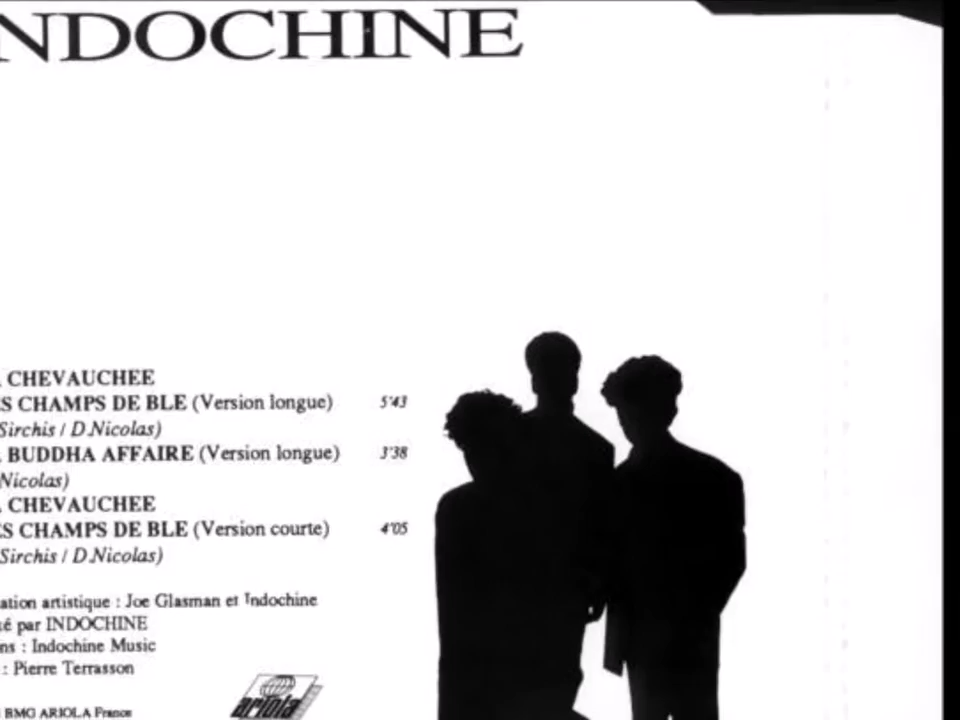 NDOCHINE
CHEVAUCHEE
ES CHAMPS DE BLE (Version longue) 5'43
Sirchis / D.Nicolas)
BUDDHA AFFAIRE (Version longue) 3'38
Nicolas)
CHEVAUCHEE
ES CHAMPS DE BLE (Version courte) 4'05
Sirchis / D.Nicolas)
ation artistique : Joe Glasman et Indochine
é par INDOCHINE
ns : Indochine Music
: Pierre Terrasson
ariola
BMG ARIOLA France